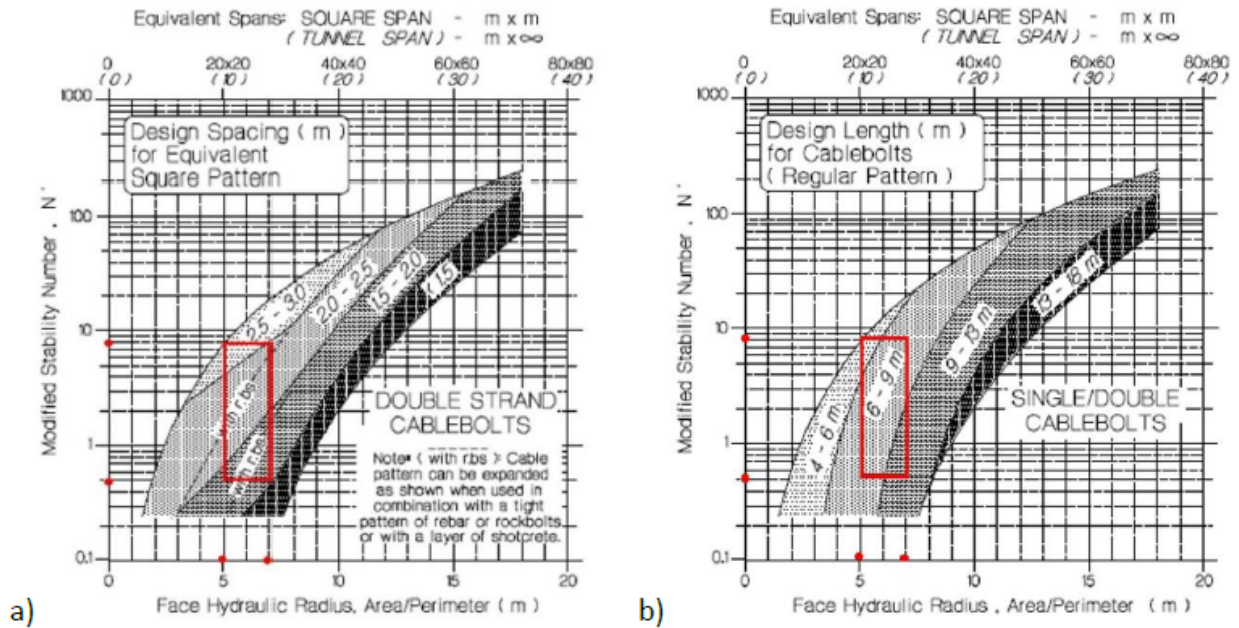 Equivalent Spans: SQUARE SPAN - m x m
(TUNNEL SPAN) - m x ∞
0 20x20 40x40 60x60 80x80
(0) (10) (20) (30) (40)
1000
100
10
1
0.1
Modified Stability Number, N'
Design Spacing (m)
for Equivalent
Square Pattern
2.5 - 3.0
2.0 - 2.5
1.5 - 2.0
<1.5
with r.bs
with r.bs
DOUBLE STRAND
CABLEBOLTS
Note: (with r.bs): Cable
pattern can be expanded
as shown when used in
combination with a tight
pattern of rebar or rockbolts
or with a layer of shotcrete.
0 5 10 15 20
Face Hydraulic Radius, Area/Perimeter (m)
a)
Equivalent Spans: SQUARE SPAN - m x m
(TUNNEL SPAN) - m x ∞
0 20x20 40x40 60x60 80x80
(0) (10) (20) (30) (40)
1000
100
10
1
0.1
Modified Stability Number, N'
Design Length (m)
for Cablebolts
(Regular Pattern)
4 - 6 m
6 - 9 m
9 - 13 m
13 - 18 m
SINGLE/DOUBLE
CABLEBOLTS
0 5 10 15 20
Face Hydraulic Radius, Area/Perimeter (m)
b)